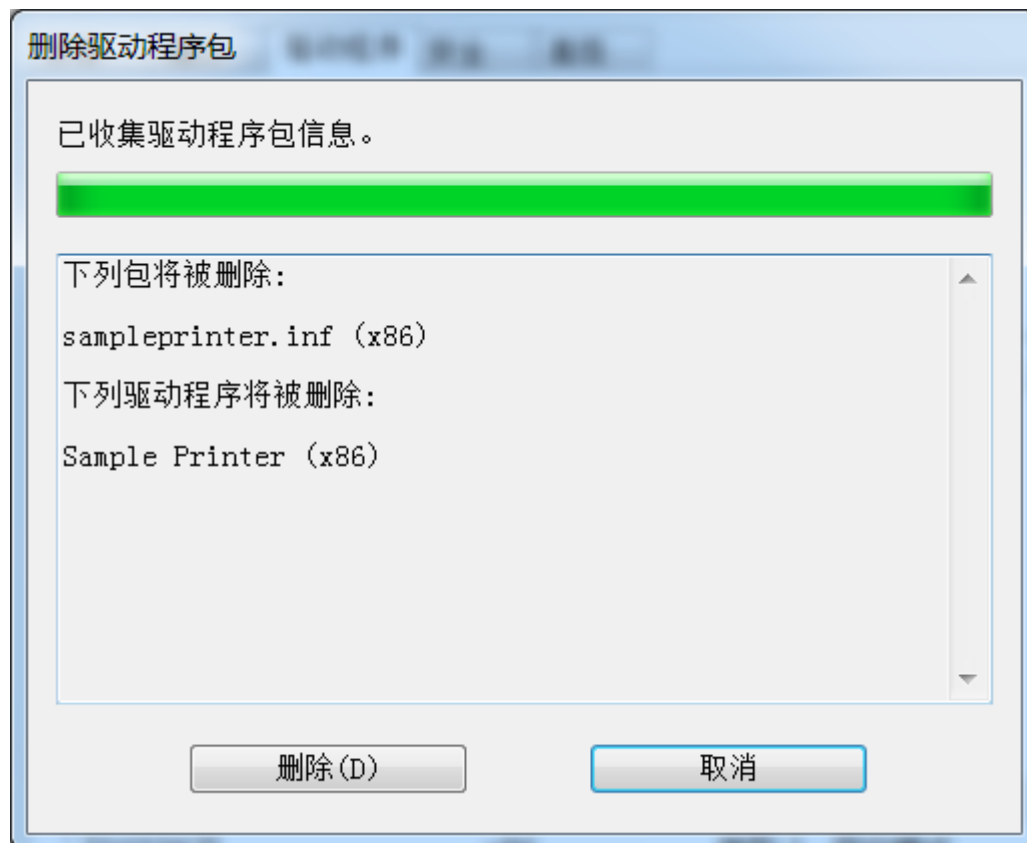 删除驱动程序包
已收集驱动程序包信息。
下列包将被删除:
sampleprinter.inf (x86)
下列驱动程序将被删除:
Sample Printer (x86)
删除(D)
取消